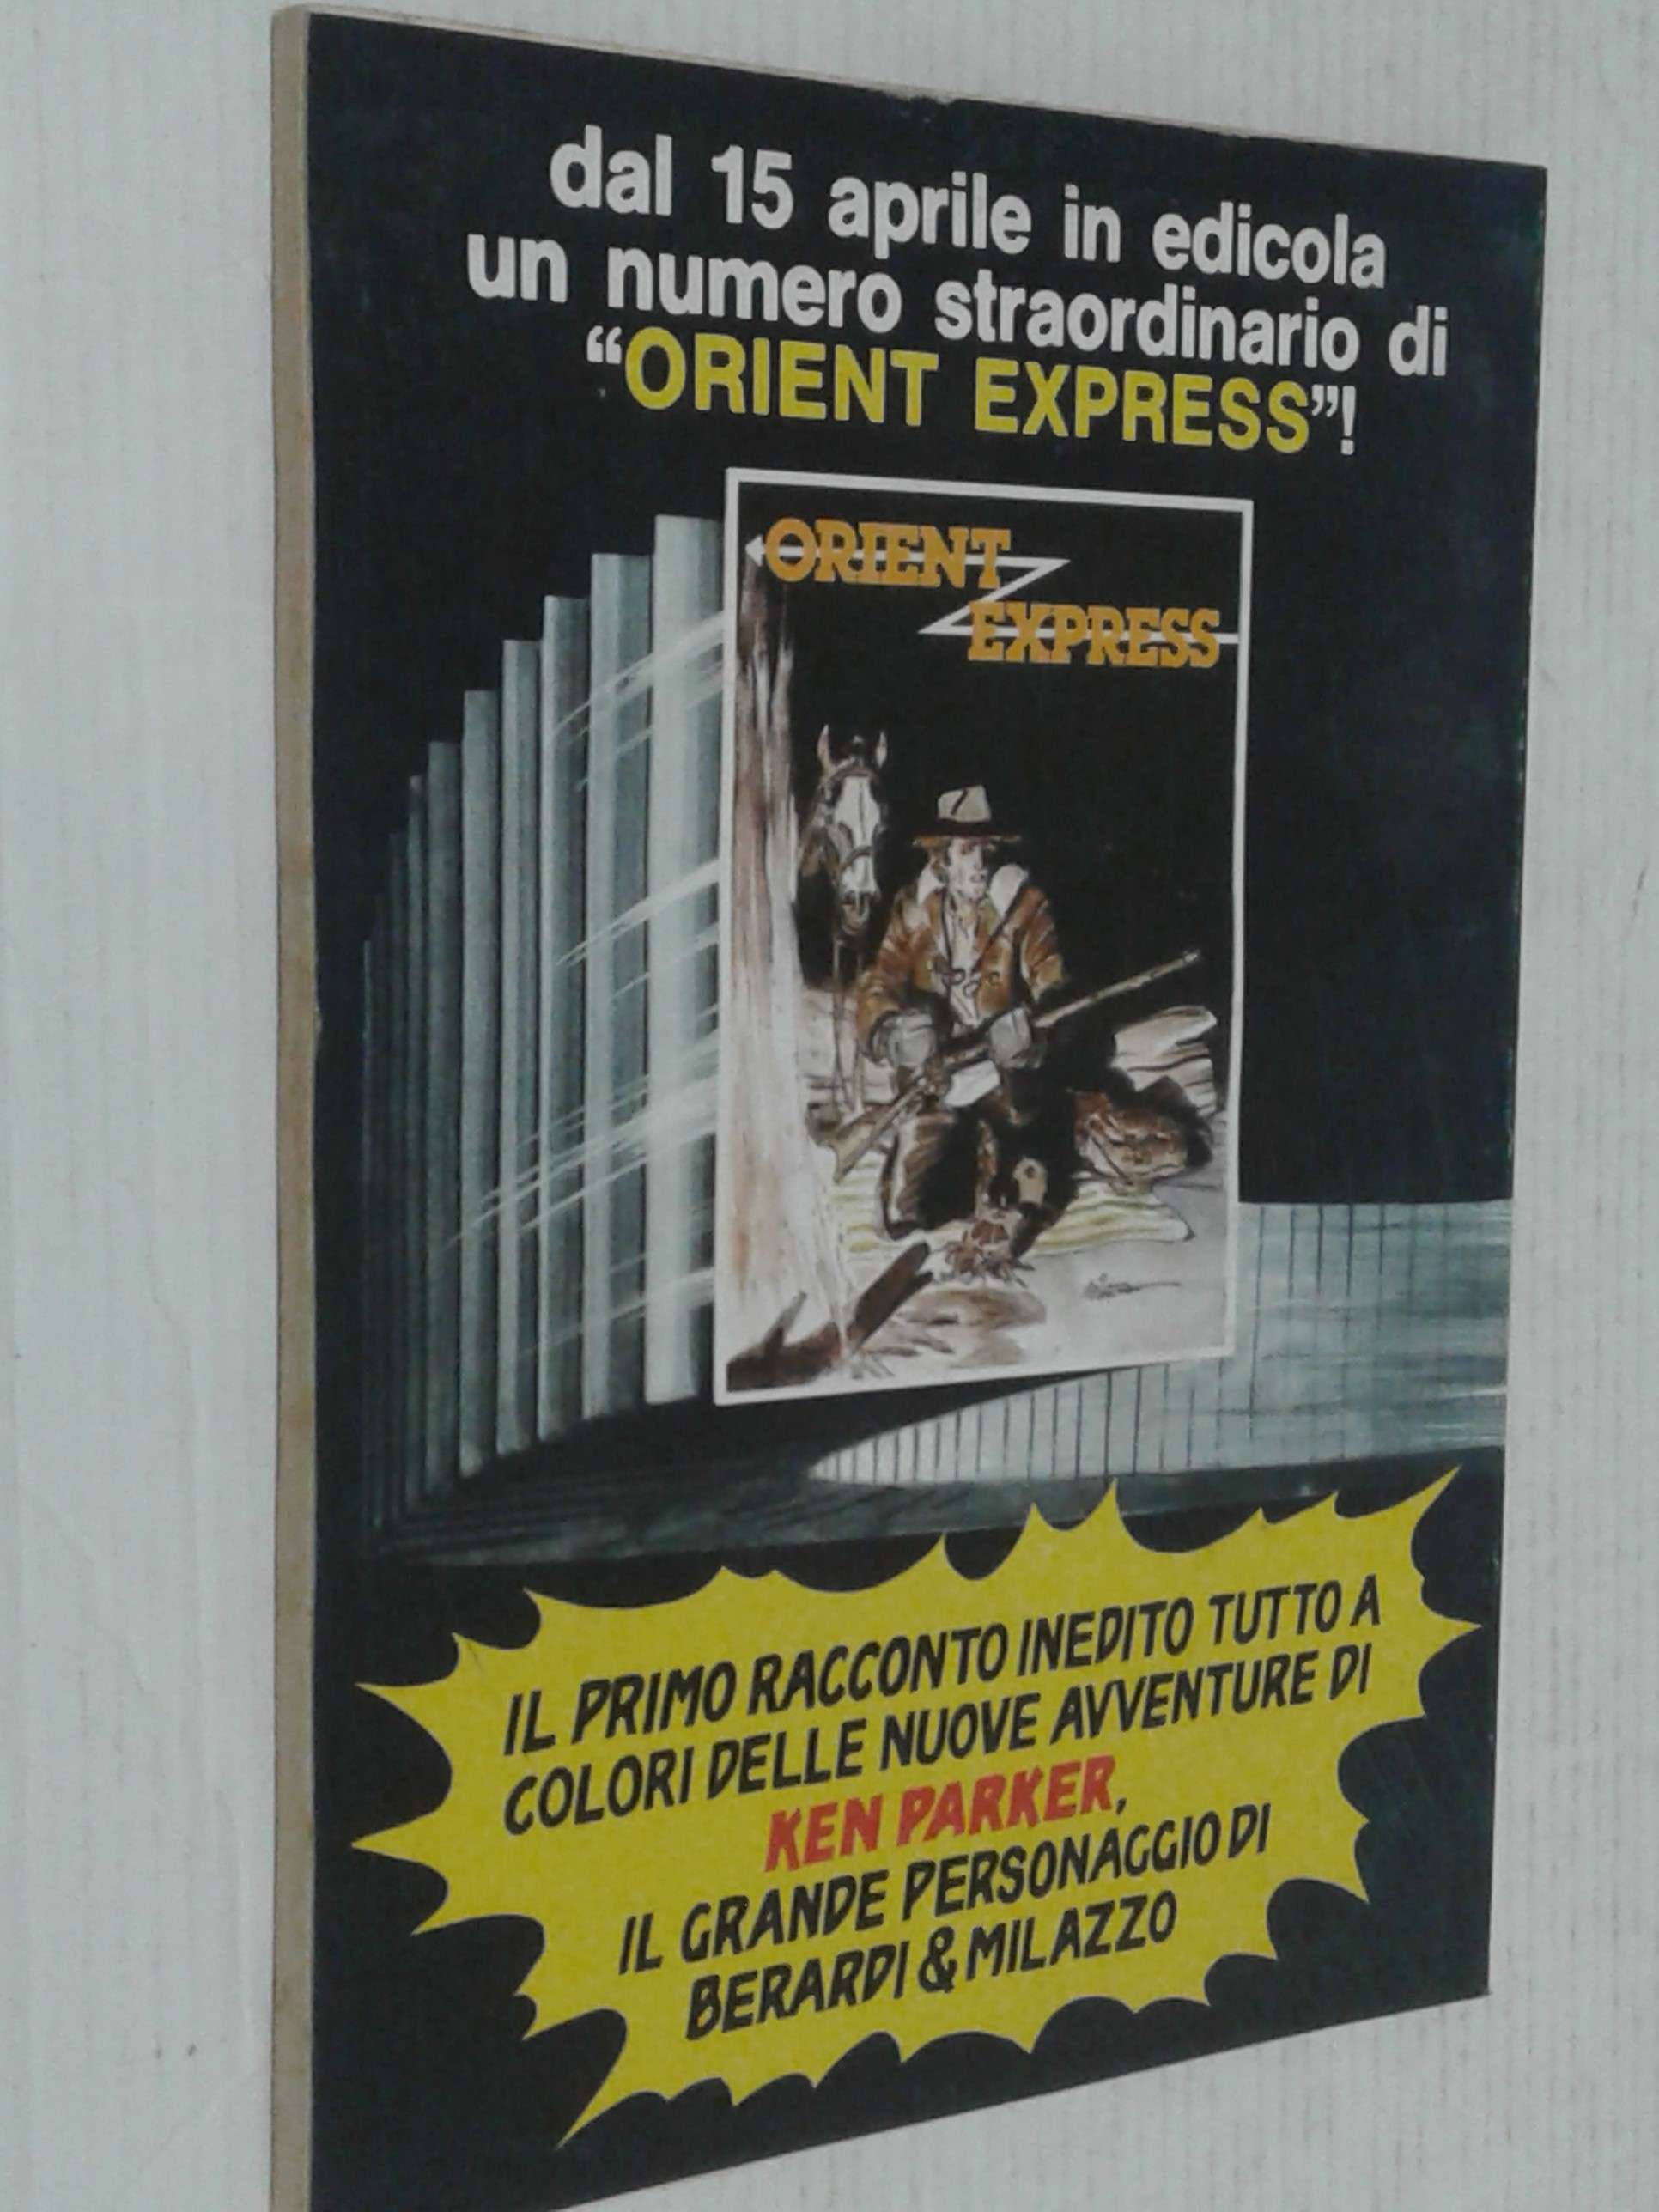 dal 15 aprile in edicola
un numero straordinario di
“ORIENT EXPRESS”!
ORIENT
EXPRESS
IL PRIMO RACCONTO INEDITO TUTTO A
COLORI DELLE NUOVE AVVENTURE DI
KEN PARKER,
IL GRANDE PERSONAGGIO DI
BERARDI & MILAZZO